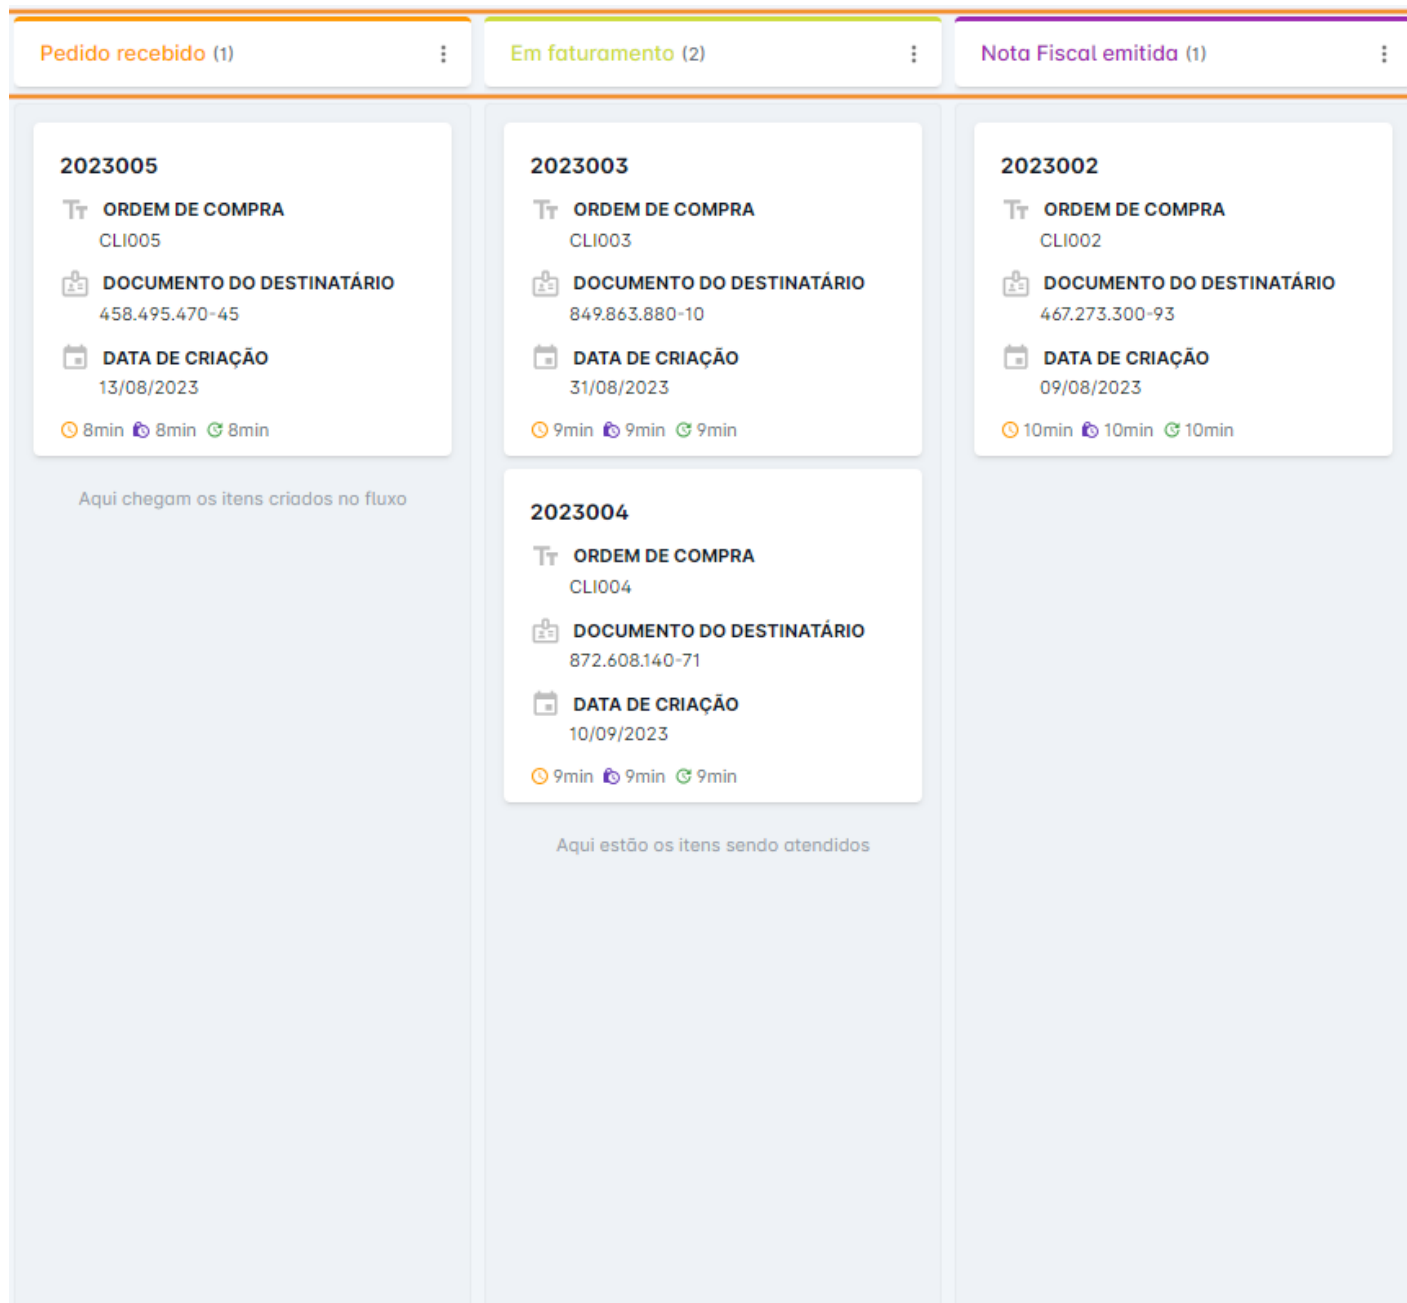 Pedido recebido (1)
Em faturamento (2)
Nota Fiscal emitida (1)
2023005
ORDEM DE COMPRA
CLI005
DOCUMENTO DO DESTINATÁRIO
458.495.470-45
DATA DE CRIAÇÃO
13/08/2023
8min 8min 8min
Aqui chegam os itens criados no fluxo
2023003
ORDEM DE COMPRA
CLI003
DOCUMENTO DO DESTINATÁRIO
849.863.880-10
DATA DE CRIAÇÃO
31/08/2023
9min 9min 9min
2023004
ORDEM DE COMPRA
CLI004
DOCUMENTO DO DESTINATÁRIO
872.608.140-71
DATA DE CRIAÇÃO
10/09/2023
9min 9min 9min
Aqui estão os itens sendo atendidos
2023002
ORDEM DE COMPRA
CLI002
DOCUMENTO DO DESTINATÁRIO
467.273.300-93
DATA DE CRIAÇÃO
09/08/2023
10min 10min 10min